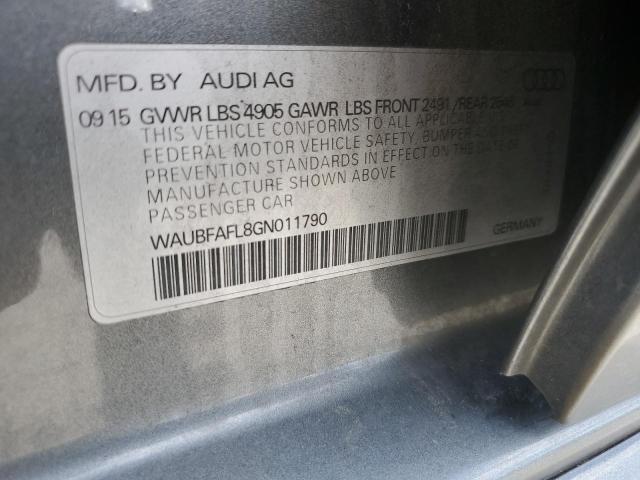 MFD. BY AUDI AG
09.15 GVWR LBS 4905 GAWR LBS FRONT 2491 /REAR
THIS VEHICLE CONFORMS TO ALL
FEDERAL MOTOR VEHICLE SAFETY, BUMPER AND
PREVENTION STANDARDS IN EFFECT ON THE DATE OF
MANUFACTURE SHOWN ABOVE
PASSENGER CAR
WAUBFAFL8GN011790
GERMANY